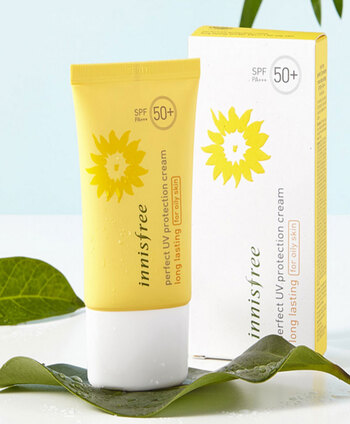 SPF
PA+++
50+
innisfree
perfect UV protection cream
long lasting for oily skin
SPF
PA+++
50+
innisfree
perfect UV protection cream
long lasting for oily skin